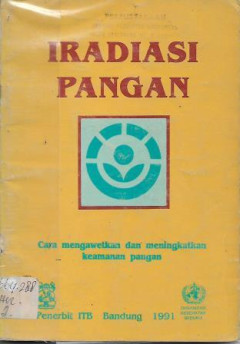 IRADIASI
PANGAN
Cara mengawetkan dan meningkatkan
keamanan pangan
Penerbit ITB Bandung 1991